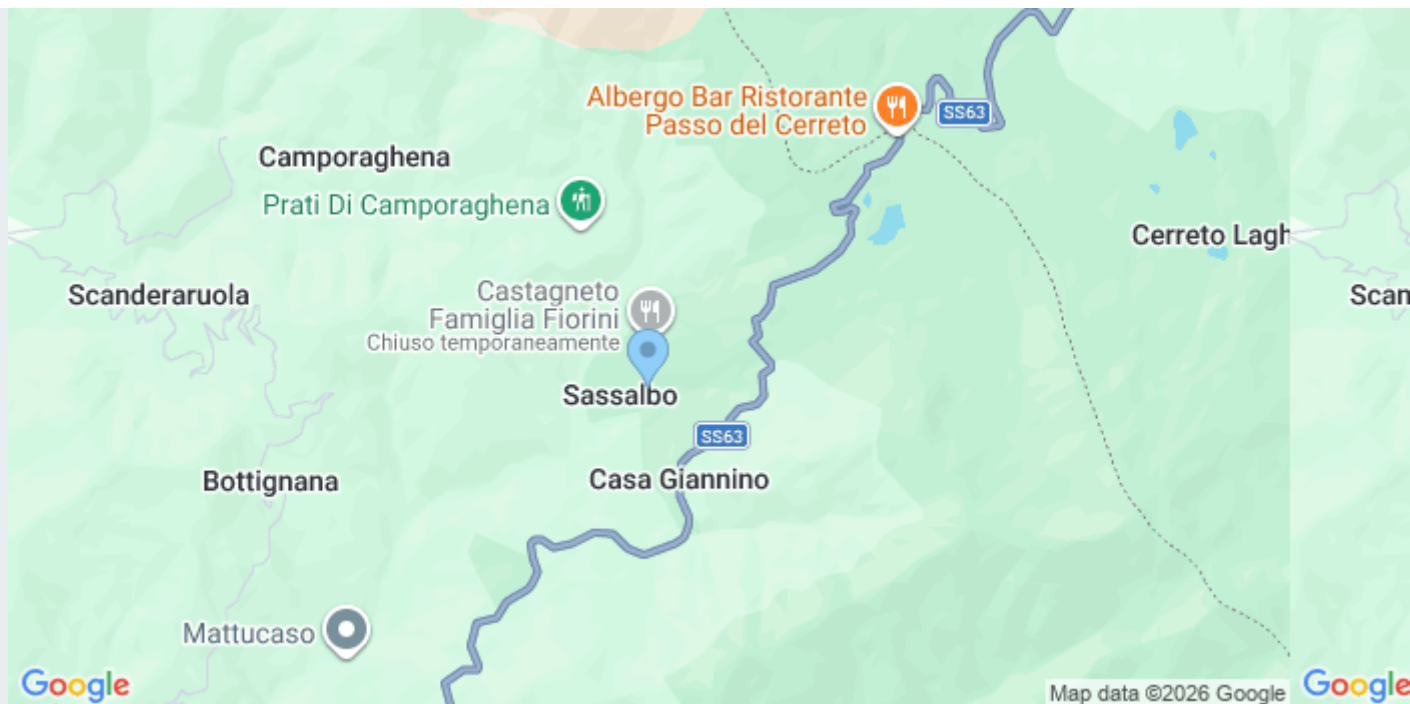 Albergo Bar Ristorante
Passo del Cerreto
SS63
Camporaghena
Prati Di Camporaghena
Cerreto Lagh
Scanderaruola
Scan
Castagneto
Famiglia Fiorini
Chiuso temporaneamente
Sassalbo
SS63
Bottignana
Casa Giannino
Mattucaso
Google
Map data ©2026 Google
Google